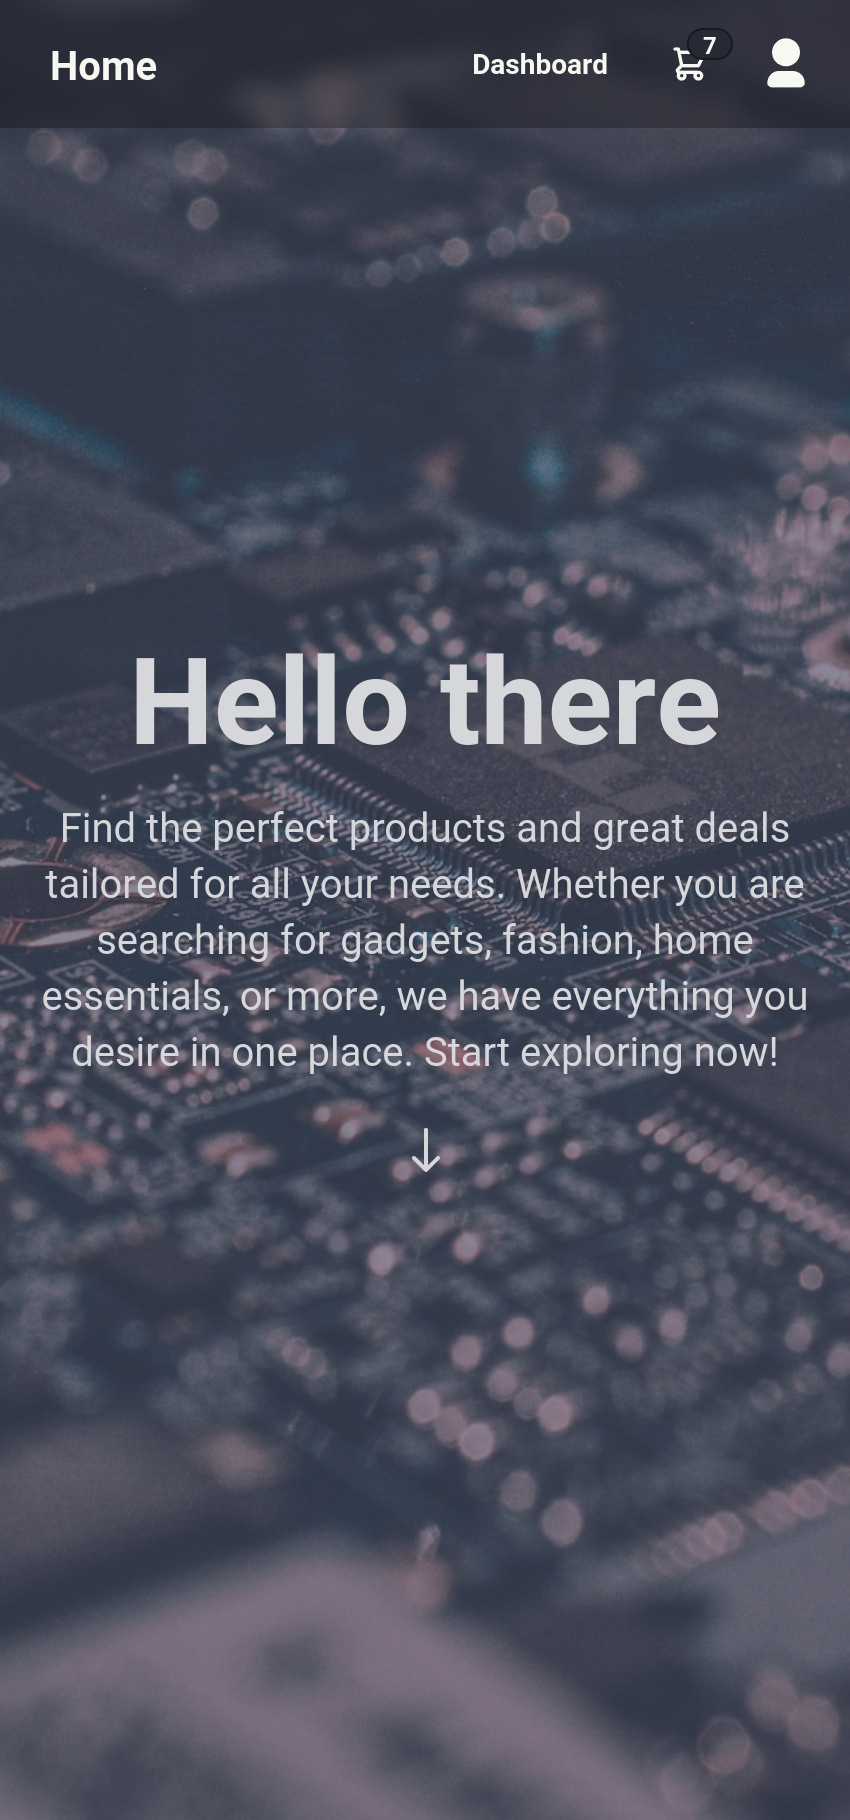 Home
Dashboard
7
Hello there
Find the perfect products and great deals
tailored for all your needs. Whether you are
searching for gadgets, fashion, home
essentials, or more, we have everything you
desire in one place. Start exploring now!